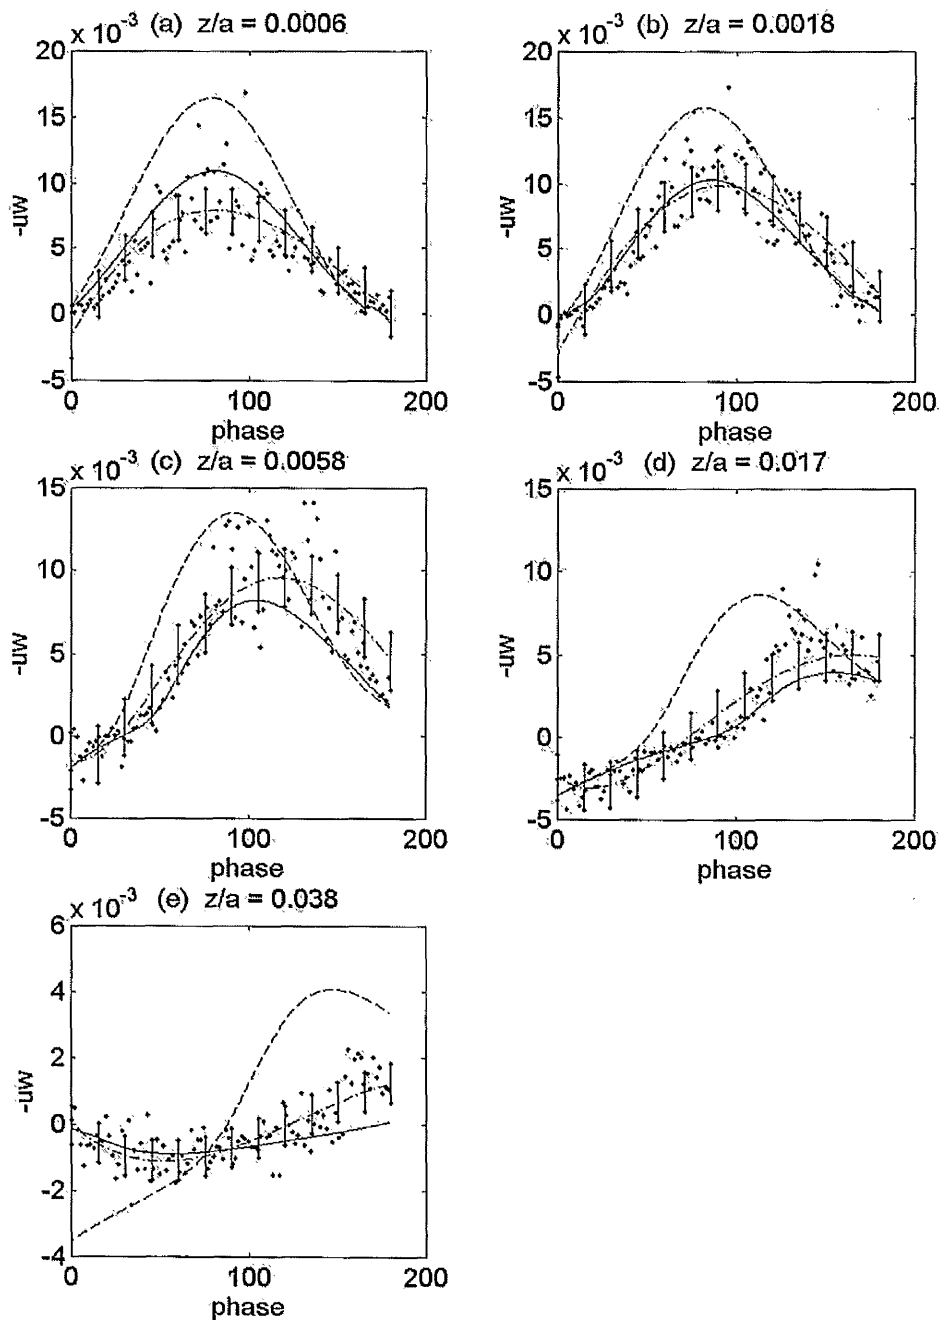 x 10-3 (a) z/a = 0.0006
20
15
10
5
0
-5
-uw
0 100 200
phase
x 10-3 (b) z/a = 0.0018
20
15
10
5
0
-5
-uw
0 100 200
phase
x 10-3 (c) z/a = 0.0058
15
10
5
0
-5
-uw
0 100 200
phase
x 10-3 (d) z/a = 0.017
15
10
5
0
-5
-uw
0 100 200
phase
x 10-3 (e) z/a = 0.038
6
4
2
0
-2
-4
-uw
0 100 200
phase